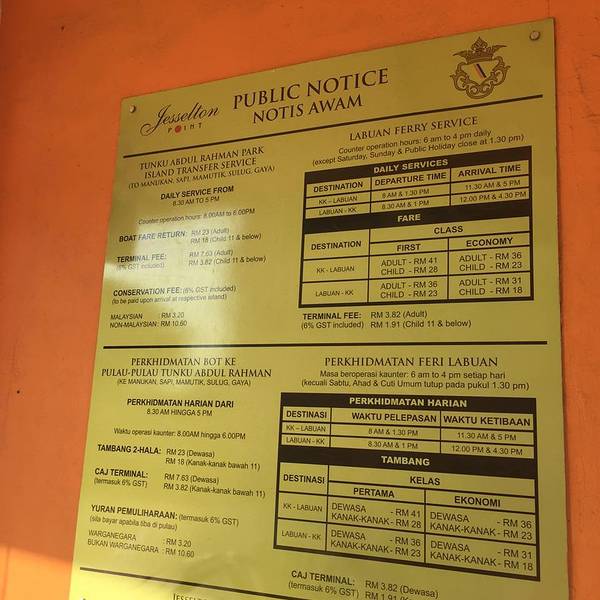 Jesselton
POINT
PUBLIC NOTICE
NOTIS AWAM
TUNKU ABDUL RAHMAN PARK
ISLAND TRANSFER SERVICE
(TO MANUKAN, SAPI, MAMUTIK, SULUG, GAYA)
DAILY SERVICE FROM
8.30 AM TO 5 PM
Counter operation hours: 8.00AM to 6.00PM
BOAT FARE RETURN: RM 23 (Adult)
RM 18 (Child 11 & below)
TERMINAL FEE: RM 7.63 (Adult)
(6% GST included) RM 3.82 (Child 11 & below)
CONSERVATION FEE: (6% GST included)
(to be paid upon arrival at respective island)
MALAYSIAN : RM 3.20
NON-MALAYSIAN : RM 10.60
LABUAN FERRY SERVICE
Counter operation hours: 6 am to 4 pm daily
(except Saturday, Sunday & Public Holiday close at 1.30 pm)
DAILY SERVICES
DESTINATION DEPARTURE TIME ARRIVAL TIME
KK – LABUAN 8 AM & 1.30 PM 11.30 AM & 5 PM
LABUAN - KK 8.30 AM & 1 PM 12.00 PM & 4.30 PM
FARE
DESTINATION CLASS
FIRST ECONOMY
KK - LABUAN ADULT - RM 41 ADULT - RM 36
CHILD - RM 28 CHILD - RM 23
LABUAN - KK ADULT - RM 36 ADULT - RM 31
CHILD - RM 23 CHILD - RM 18
TERMINAL FEE: RM 3.82 (Adult)
(6% GST included) RM 1.91 (Child 11 & below)
PERKHIDMATAN BOT KE
PULAU-PULAU TUNKU ABDUL RAHMAN
(KE MANUKAN, SAPI, MAMUTIK, SULUG, GAYA)
PERKHIDMATAN HARIAN DARI
8.30 AM HINGGA 5 PM
Waktu operasi kaunter: 8.00AM hingga 6.00PM
TAMBANG 2-HALA: RM 23 (Dewasa)
RM 18 (Kanak-kanak bawah 11)
CAJ TERMINAL: RM 7.63 (Dewasa)
(termasuk 6% GST) RM 3.82 (Kanak-kanak bawah 11)
YURAN PEMULIHARAAN: (termasuk 6% GST)
(sila bayar apabila tiba di pulau)
WARGANEGARA : RM 3.20
BUKAN WARGANEGARA : RM 10.60
PERKHIDMATAN FERI LABUAN
Masa beroperasi kaunter: 6 am to 4 pm setiap hari
(kecuali Sabtu, Ahad & Cuti Umum tutup pada pukul 1.30 pm)
PERKHIDMATAN HARIAN
DESTINASI WAKTU PELEPASAN WAKTU KETIBAAN
KK – LABUAN 8 AM & 1.30 PM 11.30 AM & 5 PM
LABUAN - KK 8.30 AM & 1 PM 12.00 PM & 4.30 PM
TAMBANG
DESTINASI KELAS
PERTAMA EKONOMI
KK - LABUAN DEWASA - RM 41 DEWASA - RM 36
KANAK-KANAK - RM 28 KANAK-KANAK - RM 23
LABUAN - KK DEWASA - RM 36 DEWASA - RM 31
KANAK-KANAK - RM 23 KANAK-KANAK - RM 18
CAJ TERMINAL: RM 3.82 (Dewasa)
(termasuk 6% GST) RM 1.91 (Kanak-kanak